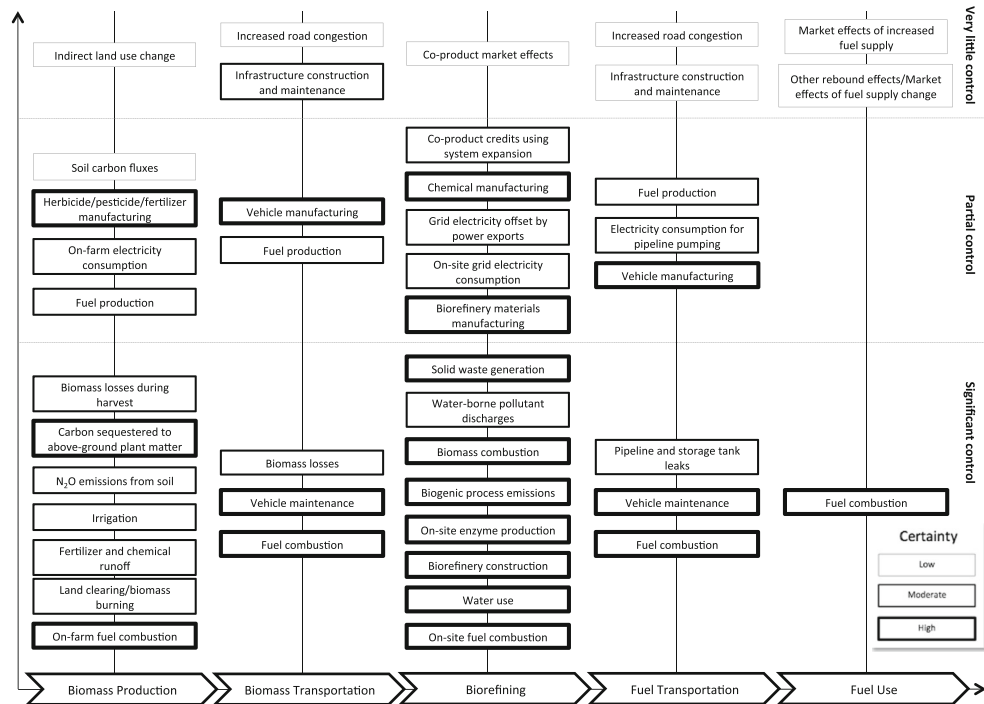 Very little control
Indirect land use change
Increased road congestion
Infrastructure construction
and maintenance
Co-product market effects
Increased road congestion
Infrastructure construction
and maintenance
Market effects of increased
fuel supply
Other rebound effects/Market
effects of fuel supply change
Partial control
Soil carbon fluxes
Herbicide/pesticide/fertilizer
manufacturing
On-farm electricity
consumption
Fuel production
Vehicle manufacturing
Fuel production
Co-product credits using
system expansion
Chemical manufacturing
Grid electricity offset by
power exports
On-site grid electricity
consumption
Biorefinery materials
manufacturing
Fuel production
Electricity consumption for
pipeline pumping
Vehicle manufacturing
Significant control
Biomass losses during
harvest
Carbon sequestered to
above-ground plant matter
N₂O emissions from soil
Irrigation
Fertilizer and chemical
runoff
Land clearing/biomass
burning
On-farm fuel combustion
Biomass losses
Vehicle maintenance
Fuel combustion
Solid waste generation
Water-borne pollutant
discharges
Biomass combustion
Biogenic process emissions
On-site enzyme production
Biorefinery construction
Water use
On-site fuel combustion
Pipeline and storage tank
leaks
Vehicle maintenance
Fuel combustion
Fuel combustion
Certainty
Low
Moderate
High
Biomass Production
Biomass Transportation
Biorefining
Fuel Transportation
Fuel Use